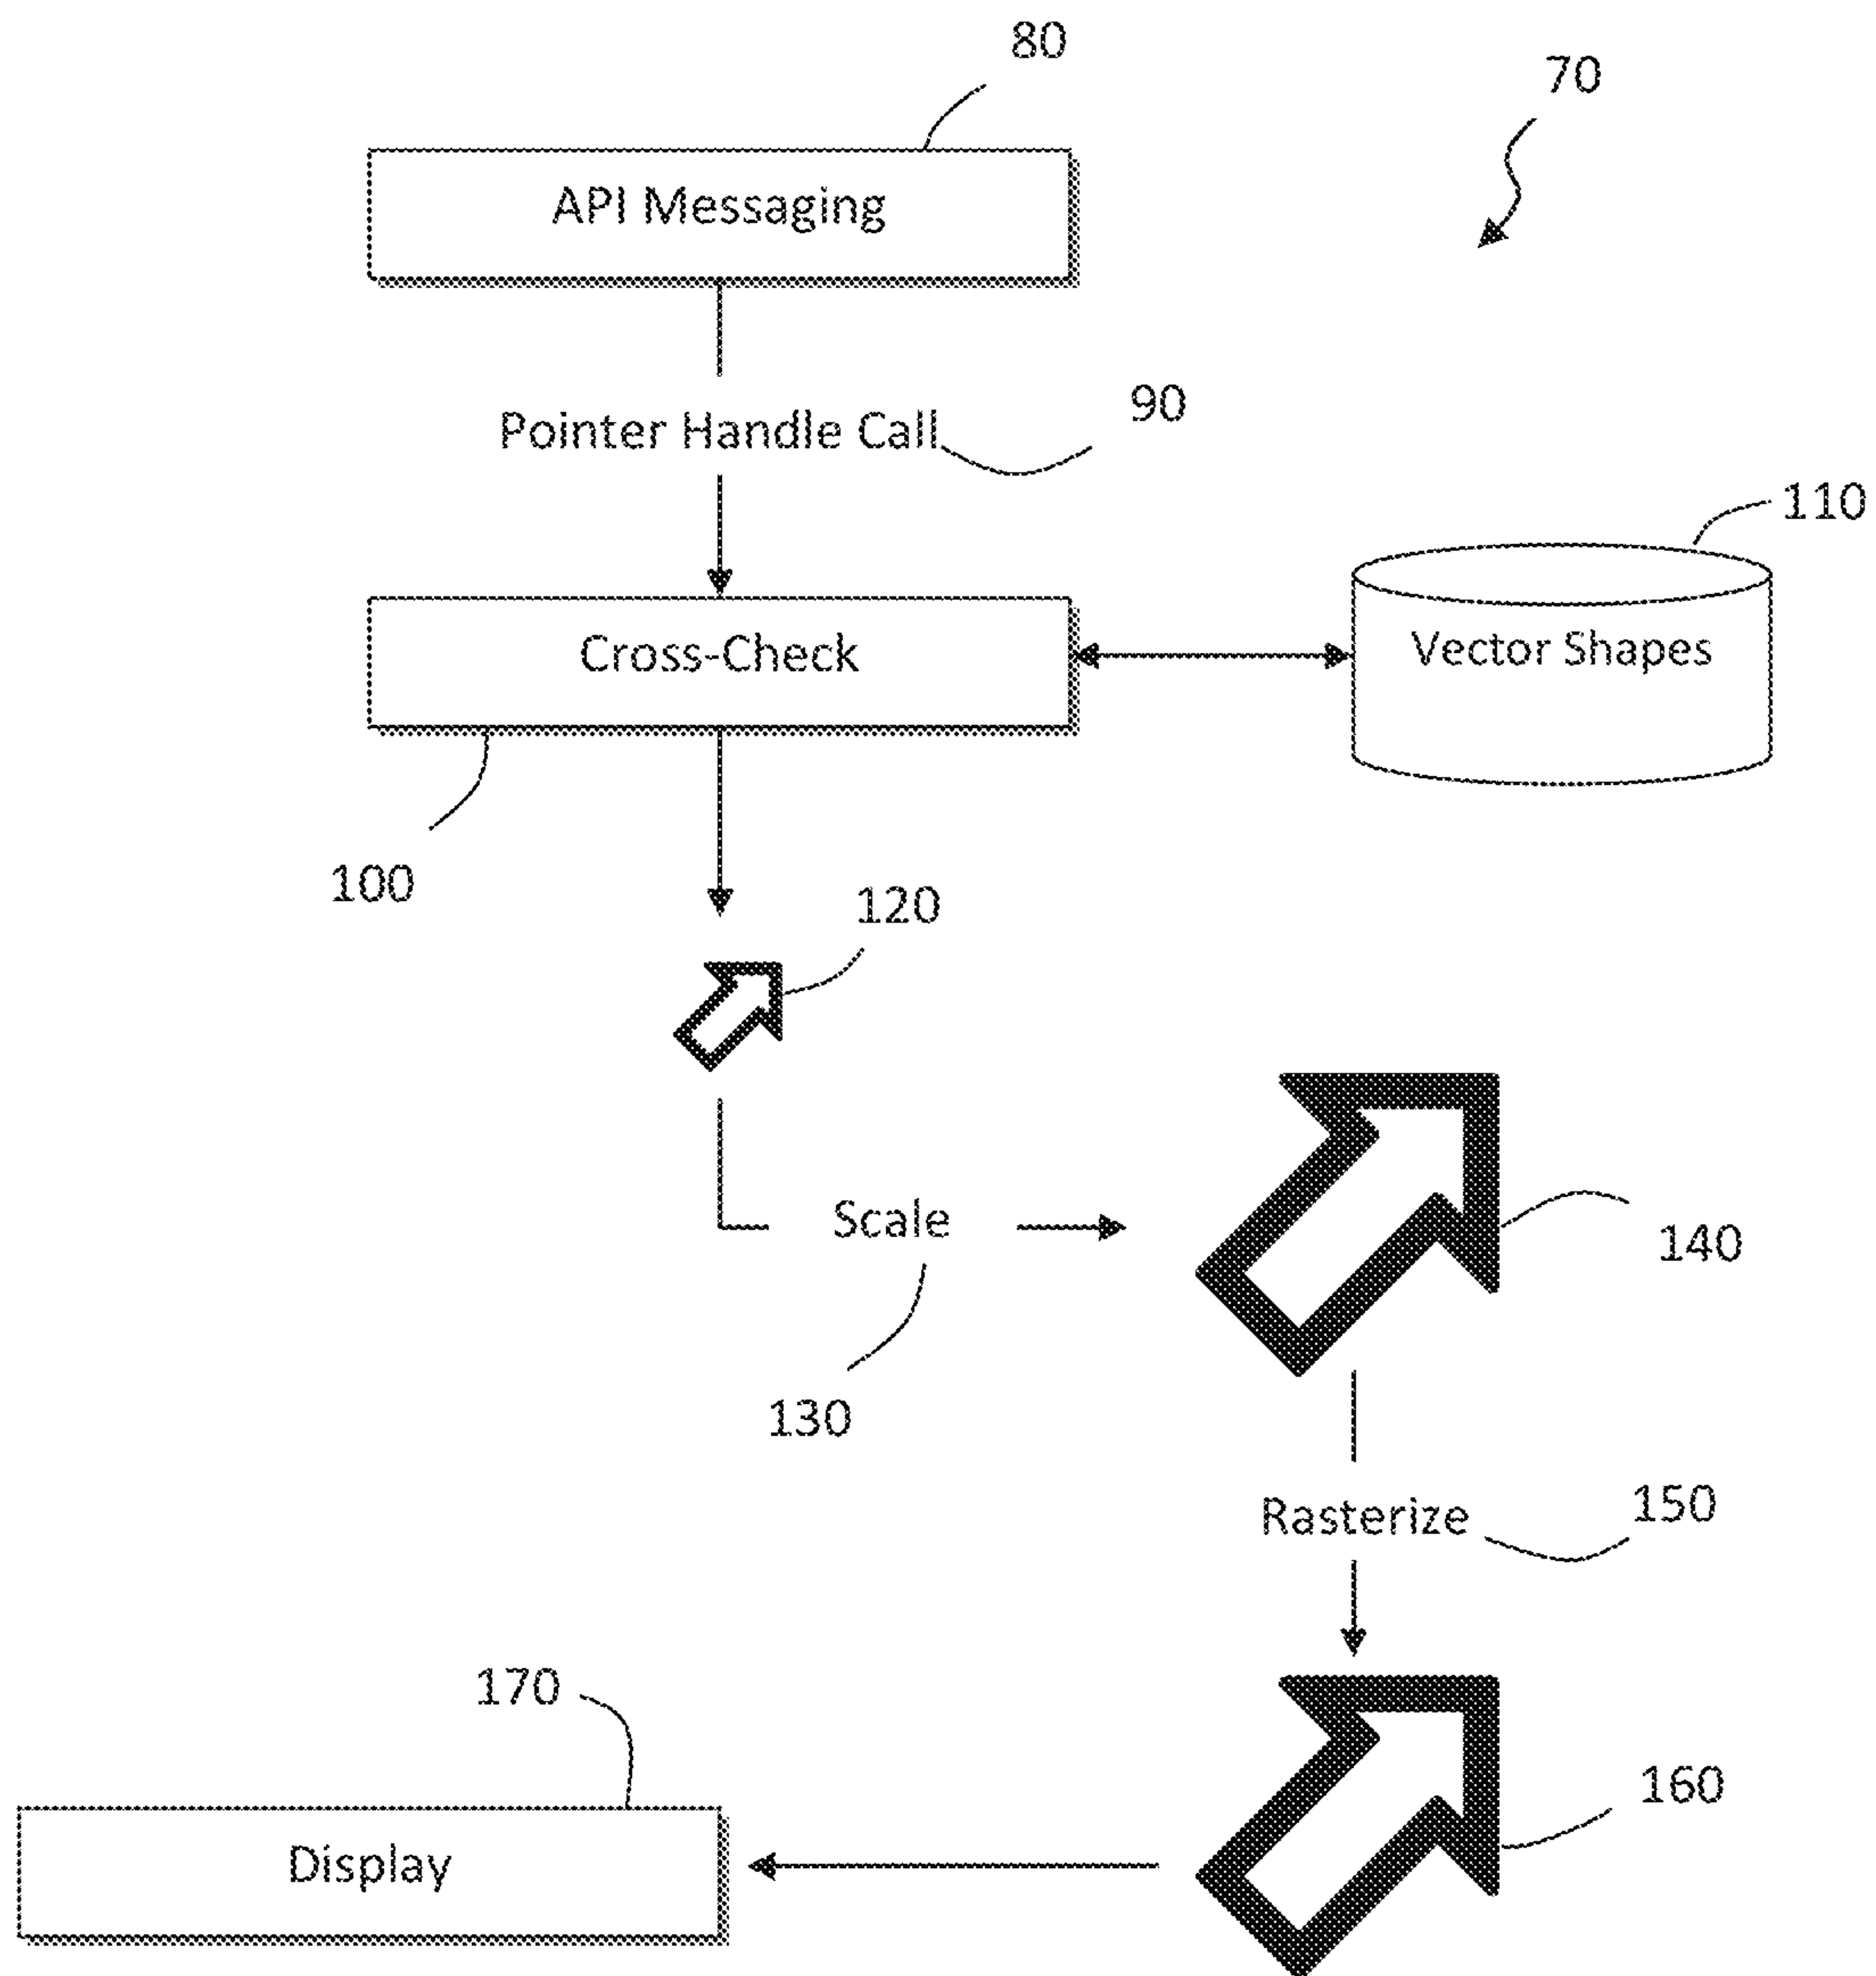 80
70
API Messaging
Pointer Handle Call
90
110
Cross-Check
Vector Shapes
100
120
Scale
140
130
Rasterize
150
170
160
Display